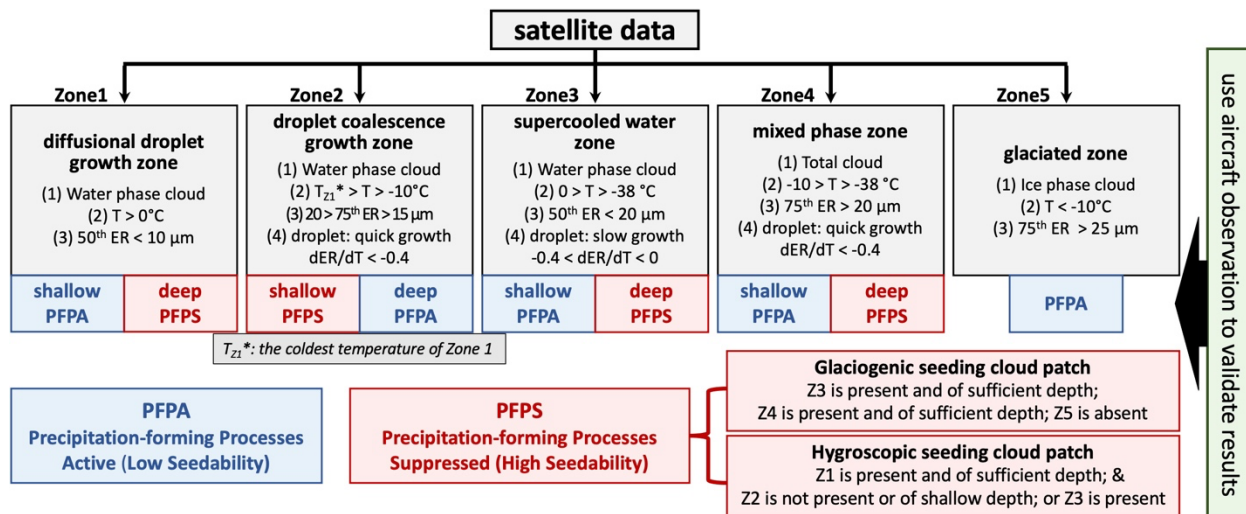 satellite data
Zone1
diffusional droplet
growth zone
(1) Water phase cloud
(2) T > 0°C
(3) 50th ER < 10 μm
shallow
PFPA
deep
PFPS
Zone2
droplet coalescence
growth zone
(1) Water phase cloud
(2) TZ1* > T > -10°C
(3) 20 > 75th ER > 15 μm
(4) droplet: quick growth
dER/dT < -0.4
shallow
PFPS
deep
PFPA
Zone3
supercooled water
zone
(1) Water phase cloud
(2) 0 > T > -38 °C
(3) 50th ER < 20 μm
(4) droplet: slow growth
-0.4 < dER/dT < 0
shallow
PFPA
deep
PFPS
Zone4
mixed phase zone
(1) Total cloud
(2) -10 > T > -38 °C
(3) 75th ER > 20 μm
(4) droplet: quick growth
dER/dT < -0.4
shallow
PFPA
deep
PFPS
Zone5
glaciated zone
(1) Ice phase cloud
(2) T < -10°C
(3) 75th ER > 25 μm
PFPA
TZ1*: the coldest temperature of Zone 1
PFPA
Precipitation-forming Processes
Active (Low Seedability)
PFPS
Precipitation-forming Processes
Suppressed (High Seedability)
Glaciogenic seeding cloud patch
Z3 is present and of sufficient depth;
Z4 is present and of sufficient depth; Z5 is absent
Hygroscopic seeding cloud patch
Z1 is present and of sufficient depth; &
Z2 is not present or of shallow depth; or Z3 is present
use aircraft observation to validate results